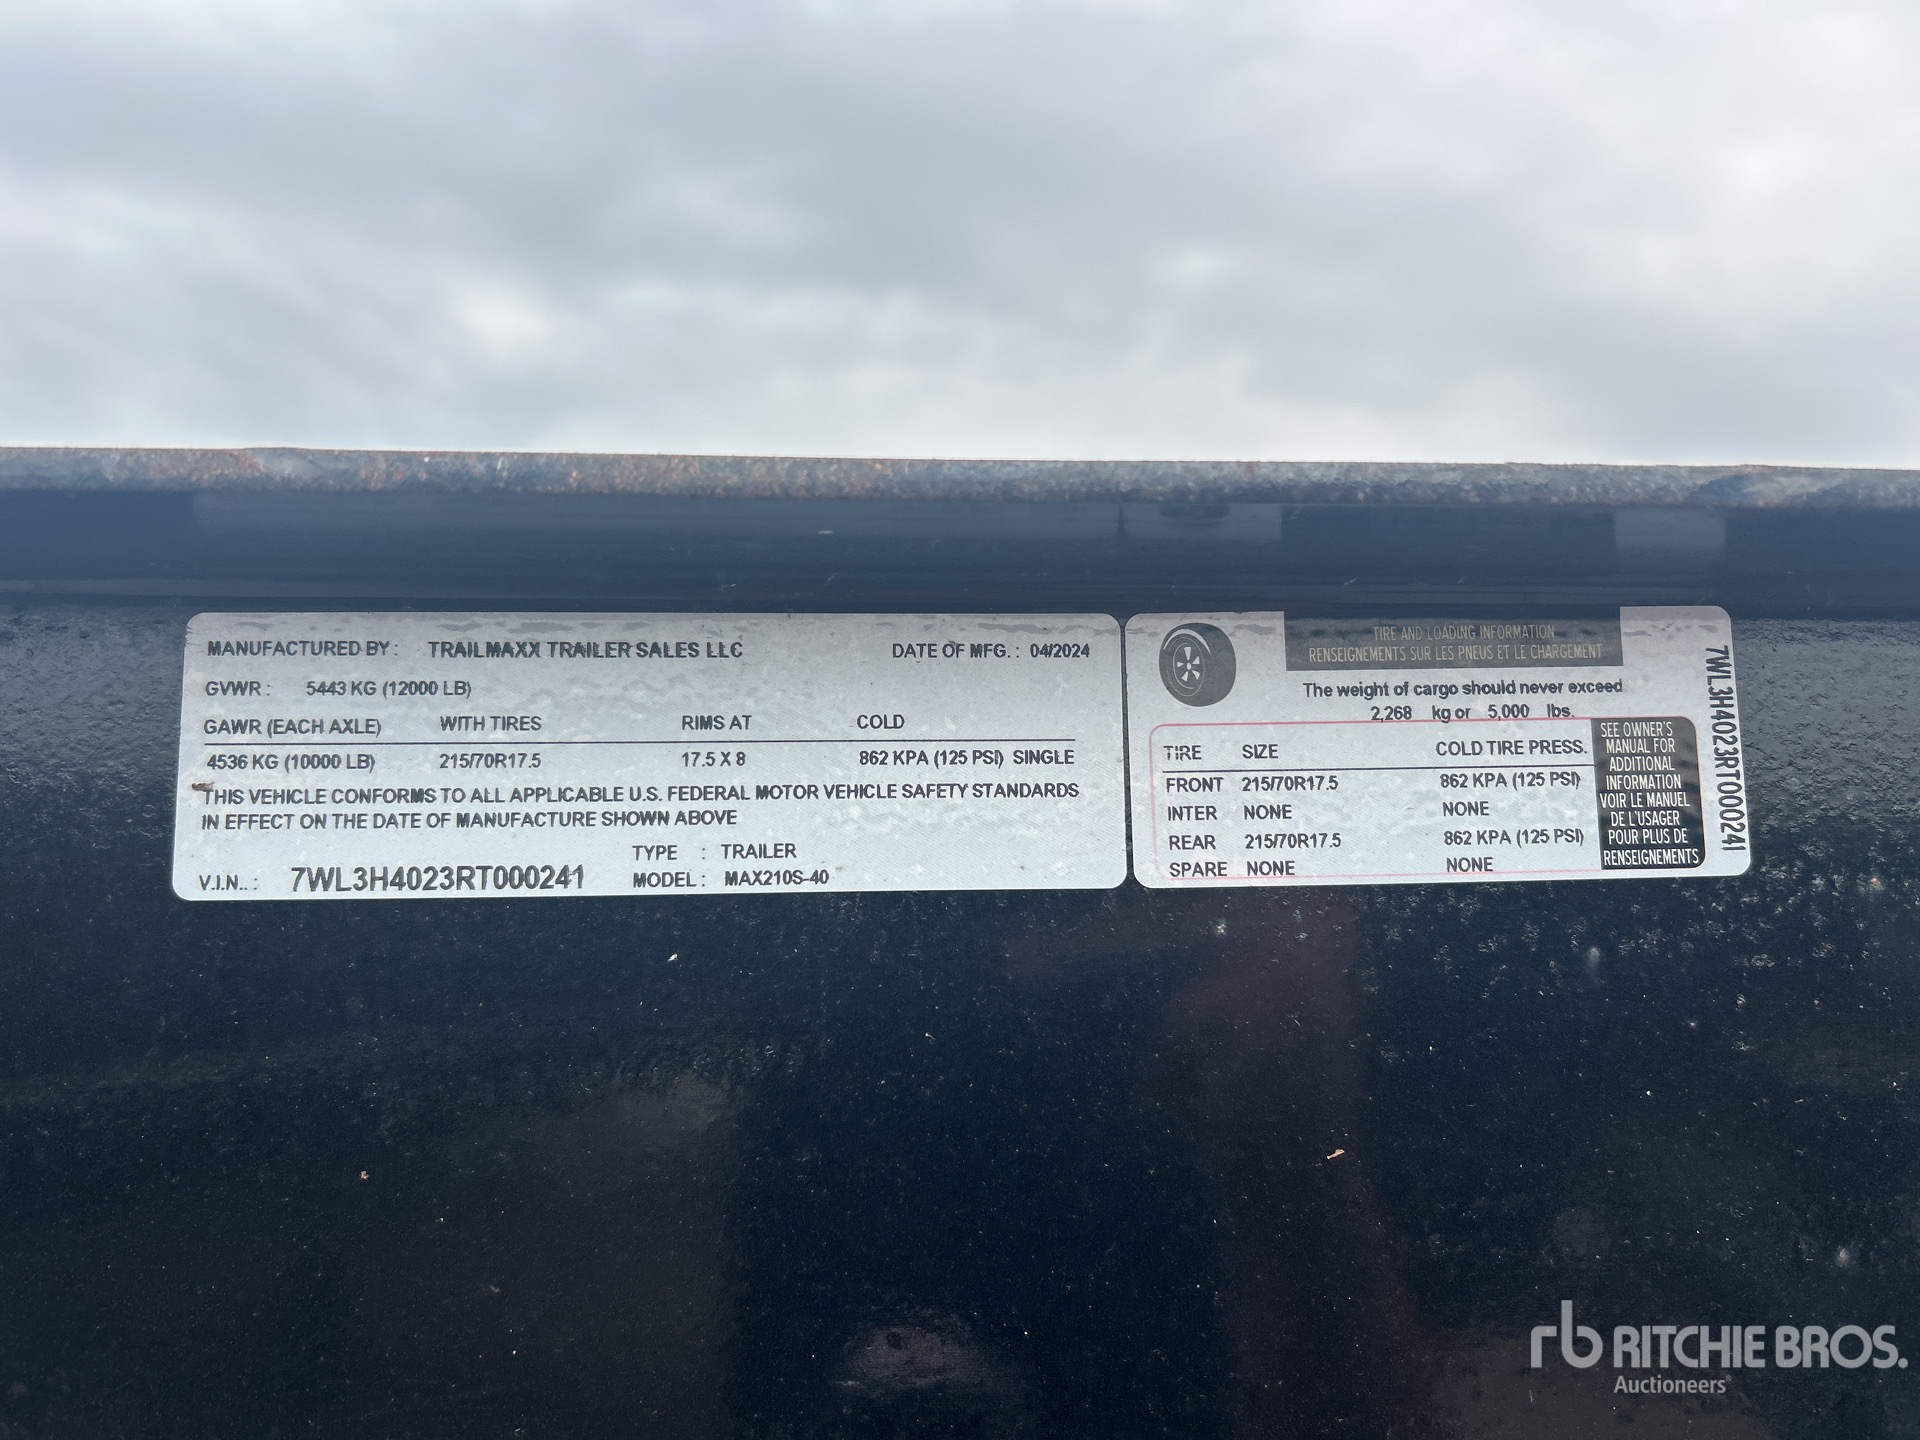 MANUFACTURED BY: TRAILMAXX TRAILER SALES LLC DATE OF MFG.: 04/2024
GVWR: 5443 KG (12000 LB)
GAWR (EACH AXLE) WITH TIRES RIMS AT COLD
4536 KG (10000 LB) 215/70R17.5 17.5 X 8 862 KPA (125 PSI) SINGLE
THIS VEHICLE CONFORMS TO ALL APPLICABLE U.S. FEDERAL MOTOR VEHICLE SAFETY STANDARDS
IN EFFECT ON THE DATE OF MANUFACTURE SHOWN ABOVE
TYPE : TRAILER
V.I.N..: 7WL3H4023RT000241 MODEL: MAX210S-40
TIRE AND LOADING INFORMATION
RENSEIGNEMENTS SUR LES PNEUS ET LE CHARGEMENT
The weight of cargo should never exceed
2,268 kg or 5,000 lbs.
TIRE SIZE COLD TIRE PRESS.
FRONT 215/70R17.5 862 KPA (125 PSI)
INTER NONE NONE
REAR 215/70R17.5 862 KPA (125 PSI)
SPARE NONE NONE
SEE OWNER'S
MANUAL FOR
ADDITIONAL
INFORMATION
VOIR LE MANUEL
DE L'USAGER
POUR PLUS DE
RENSEIGNEMENTS
7WL3H4023RT000241
rb RITCHIE BROS.
Auctioneers